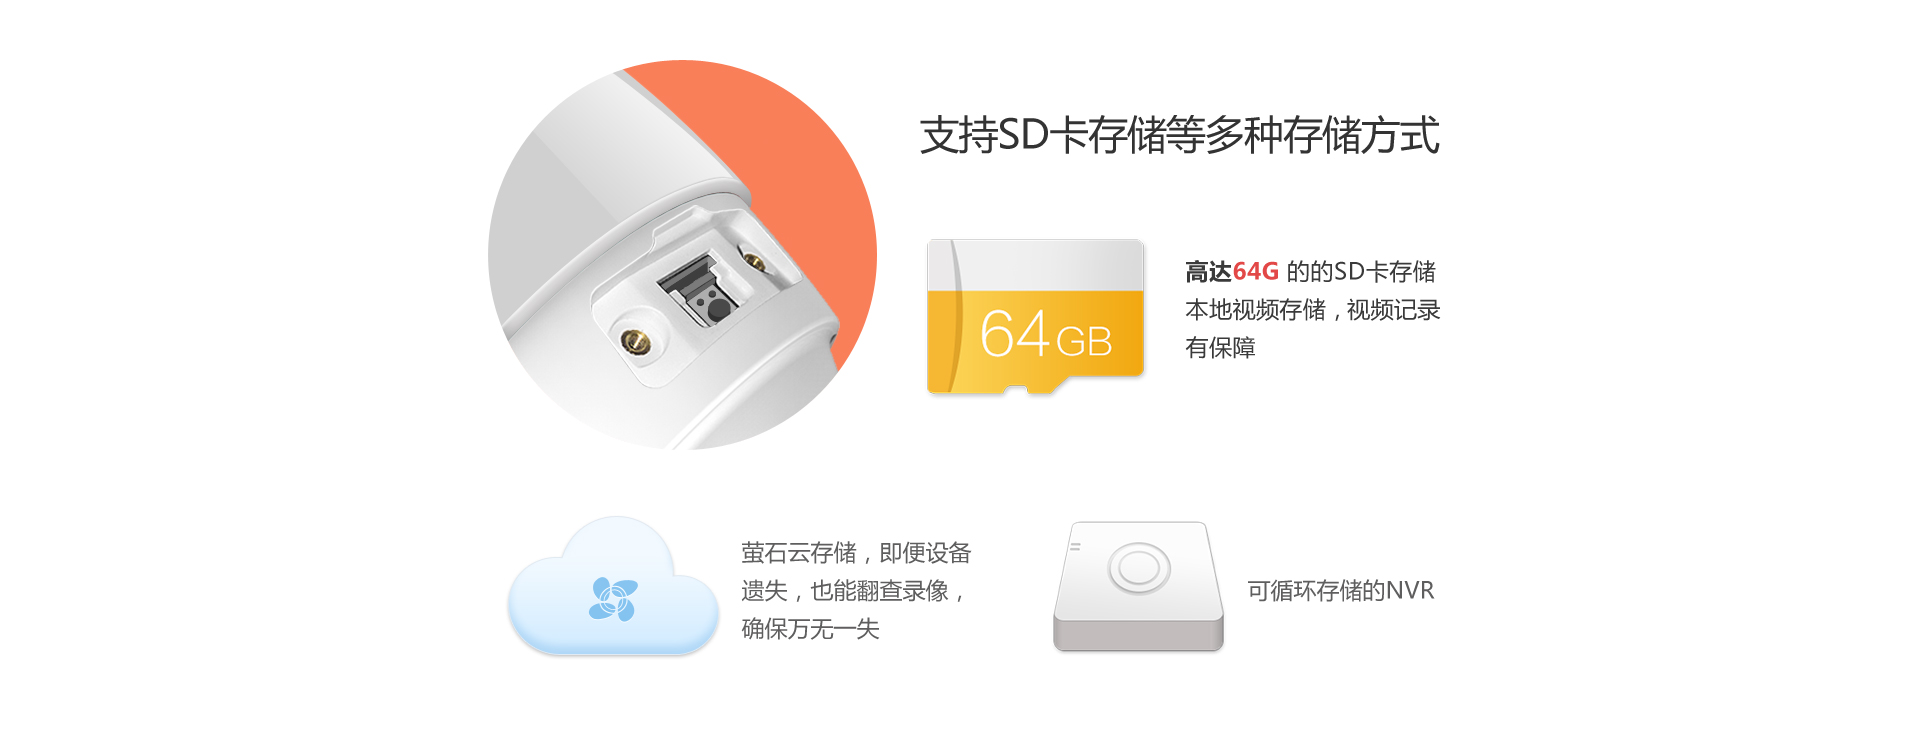 支持SD卡存储等多种存储方式
64GB
高达64G 的的SD卡存储
本地视频存储，视频记录
有保障
萤石云存储，即便设备
遗失，也能翻查录像，
确保万无一失
可循环存储的NVR